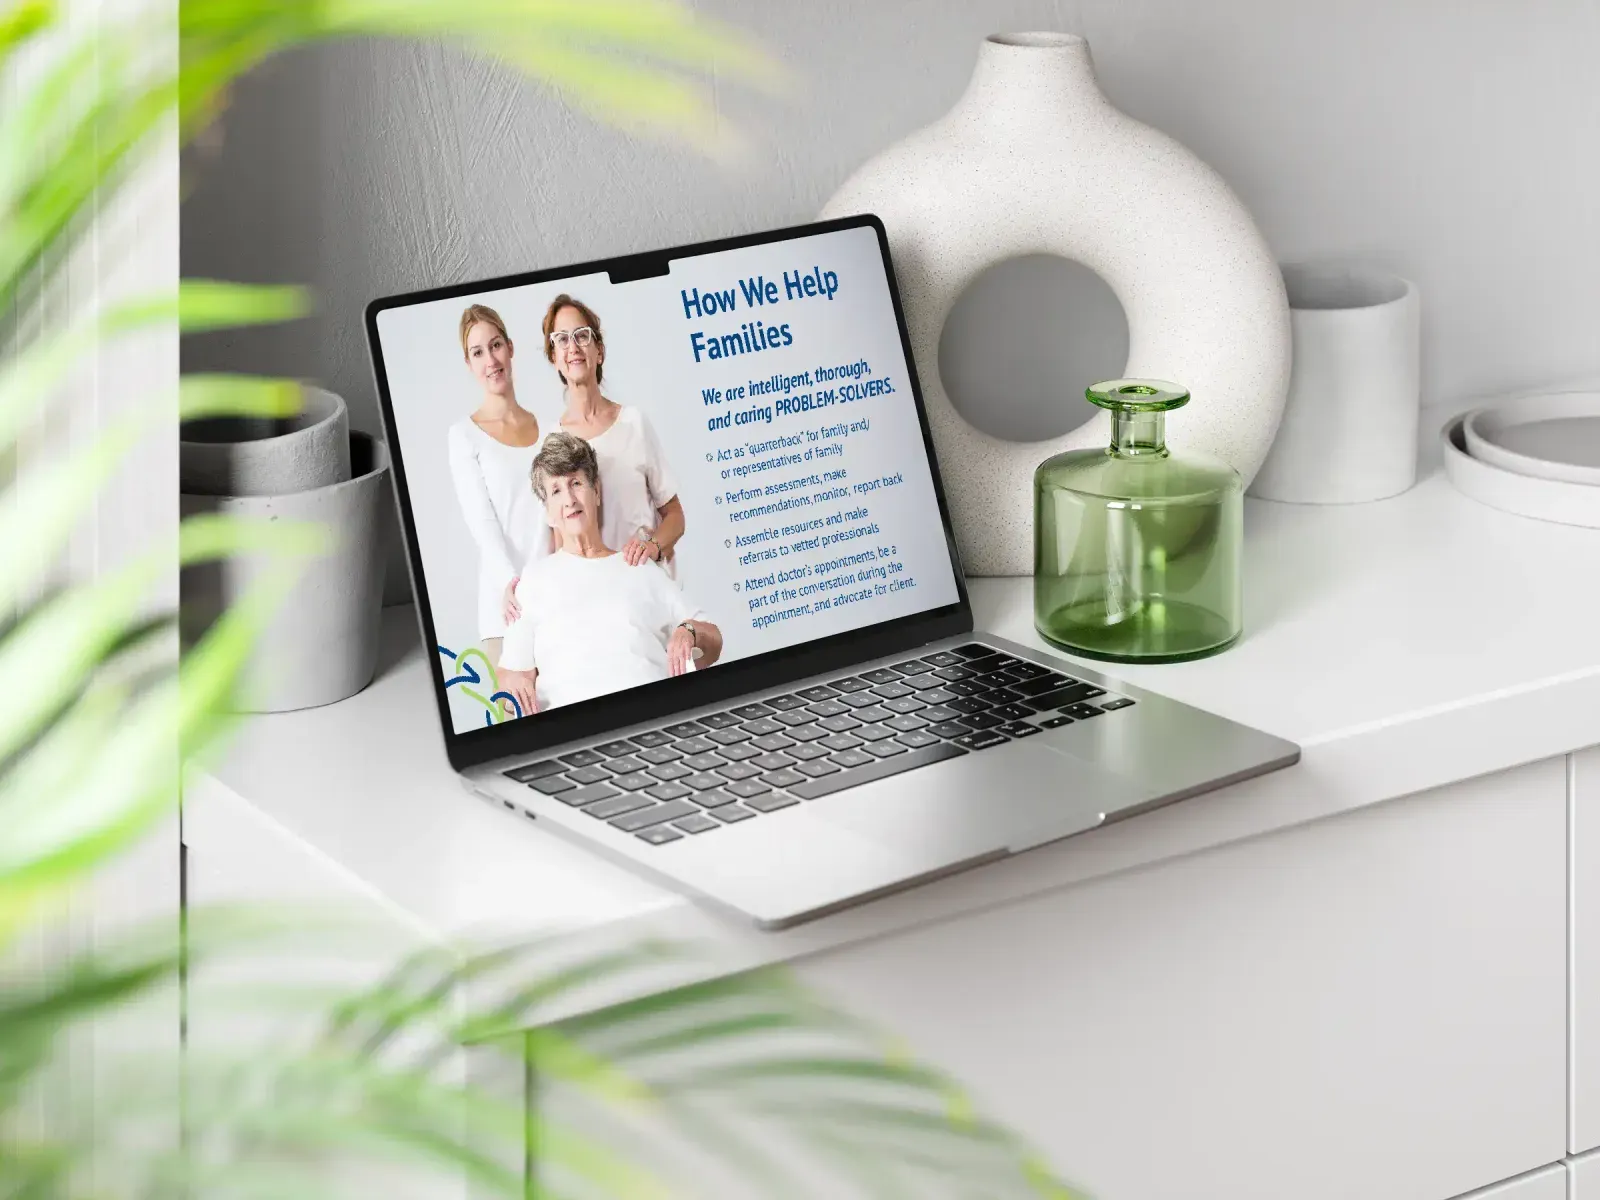 How We Help
Families
We are intelligent, thorough,
and caring PROBLEM-SOLVERS.
Act as "quarterback" for family and/
or representatives of family
Perform assessments, make
recommendations, monitor, report back
Assemble resources and make
referrals to vetted professionals
Attend doctor's appointments, be a
part of the conversation during the
appointment, and advocate for client.